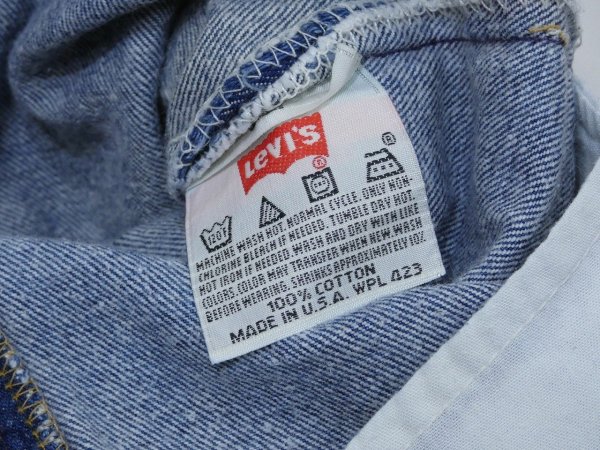 Levi's
MACHINE WASH HOT. NORMAL CYCLE. ONLY NON-
CHLORINE BLEACH IF NEEDED. TUMBLE DRY HOT.
HOT IRON IF NEEDED. WASH AND DRY WITH LIKE
COLORS. COLOR MAY TRANSFER WHEN NEW. WASH
BEFORE WEARING. SHRINKS APPROXIMATELY 10%.
100% COTTON
MADE IN U.S.A. WPL 423